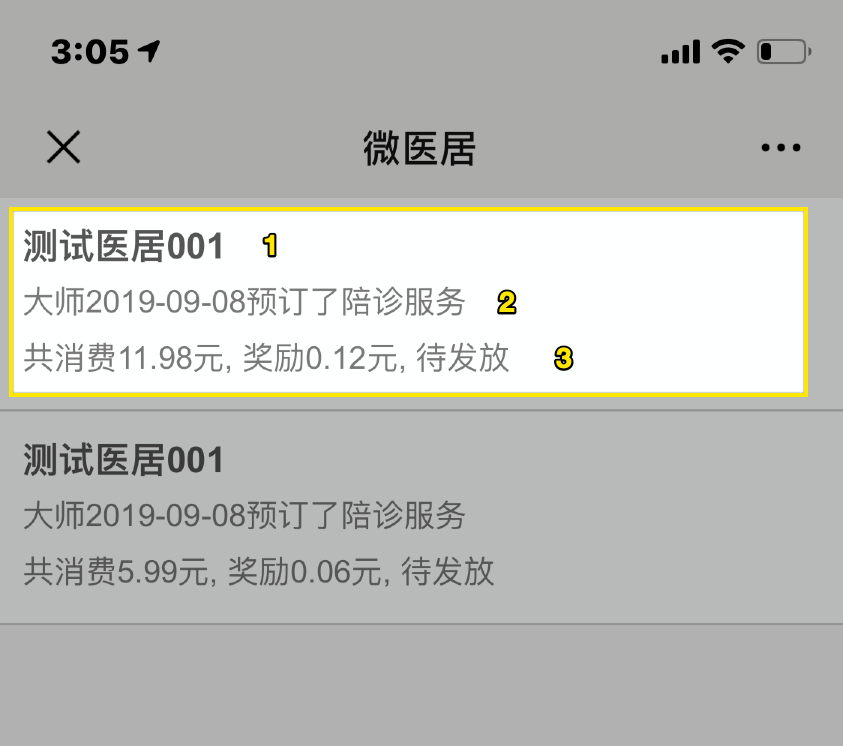 3:05
微医居
测试医居001 1
大师2019-09-08预订了陪诊服务 2
共消费11.98元, 奖励0.12元, 待发放 3
测试医居001
大师2019-09-08预订了陪诊服务
共消费5.99元, 奖励0.06元, 待发放